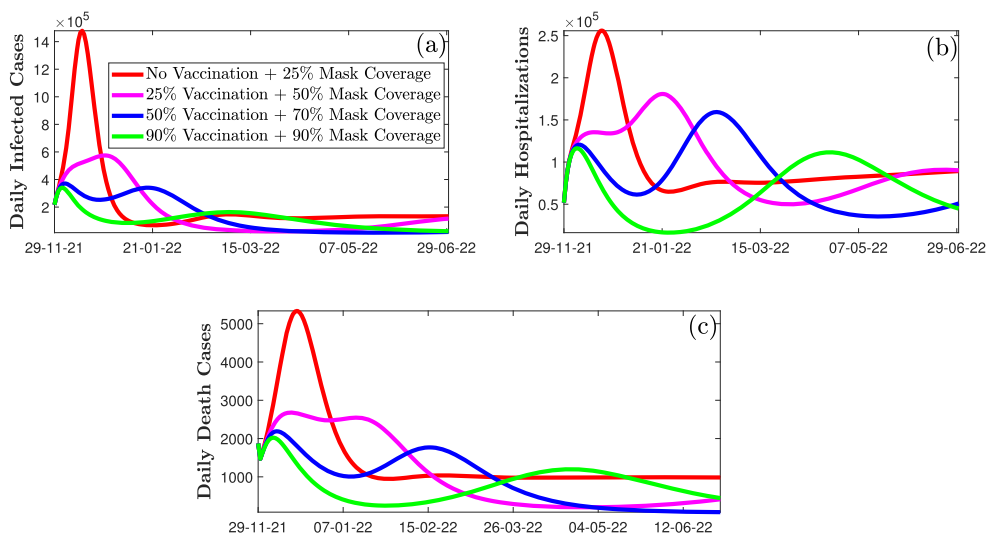 ×10⁵
(a)
14
12
10
8
6
4
2
Daily Infected Cases
No Vaccination + 25% Mask Coverage
25% Vaccination + 50% Mask Coverage
50% Vaccination + 70% Mask Coverage
90% Vaccination + 90% Mask Coverage
29-11-21 21-01-22 15-03-22 07-05-22 29-06-22
×10⁵
(b)
2.5
2
1.5
1
0.5
Daily Hospitalizations
29-11-21 21-01-22 15-03-22 07-05-22 29-06-22
(c)
5000
4000
3000
2000
1000
Daily Death Cases
29-11-21 07-01-22 15-02-22 26-03-22 04-05-22 12-06-22